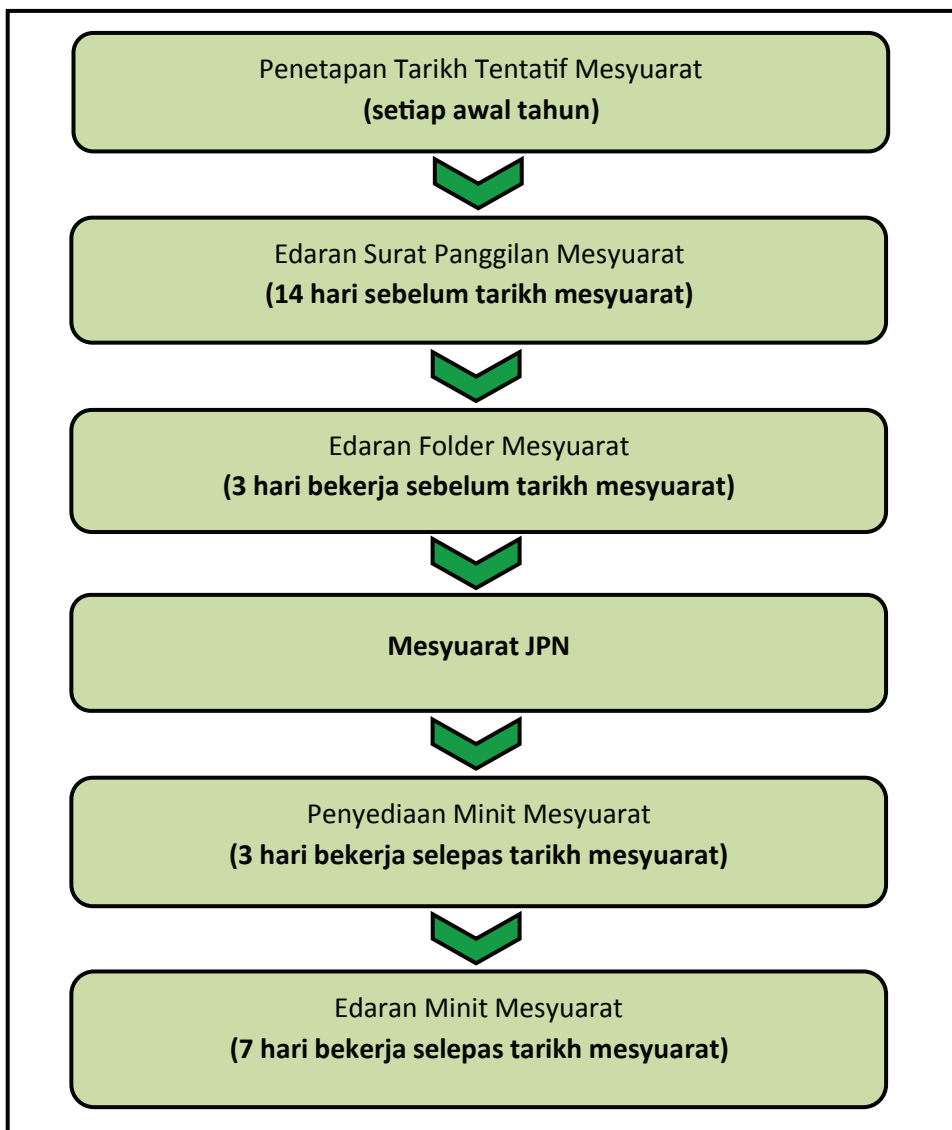 Penetapan Tarikh Tentatif Mesyuarat
(setiap awal tahun)
Edaran Surat Panggilan Mesyuarat
(14 hari sebelum tarikh mesyuarat)
Edaran Folder Mesyuarat
(3 hari bekerja sebelum tarikh mesyuarat)
Mesyuarat JPN
Penyediaan Minit Mesyuarat
(3 hari bekerja selepas tarikh mesyuarat)
Edaran Minit Mesyuarat
(7 hari bekerja selepas tarikh mesyuarat)